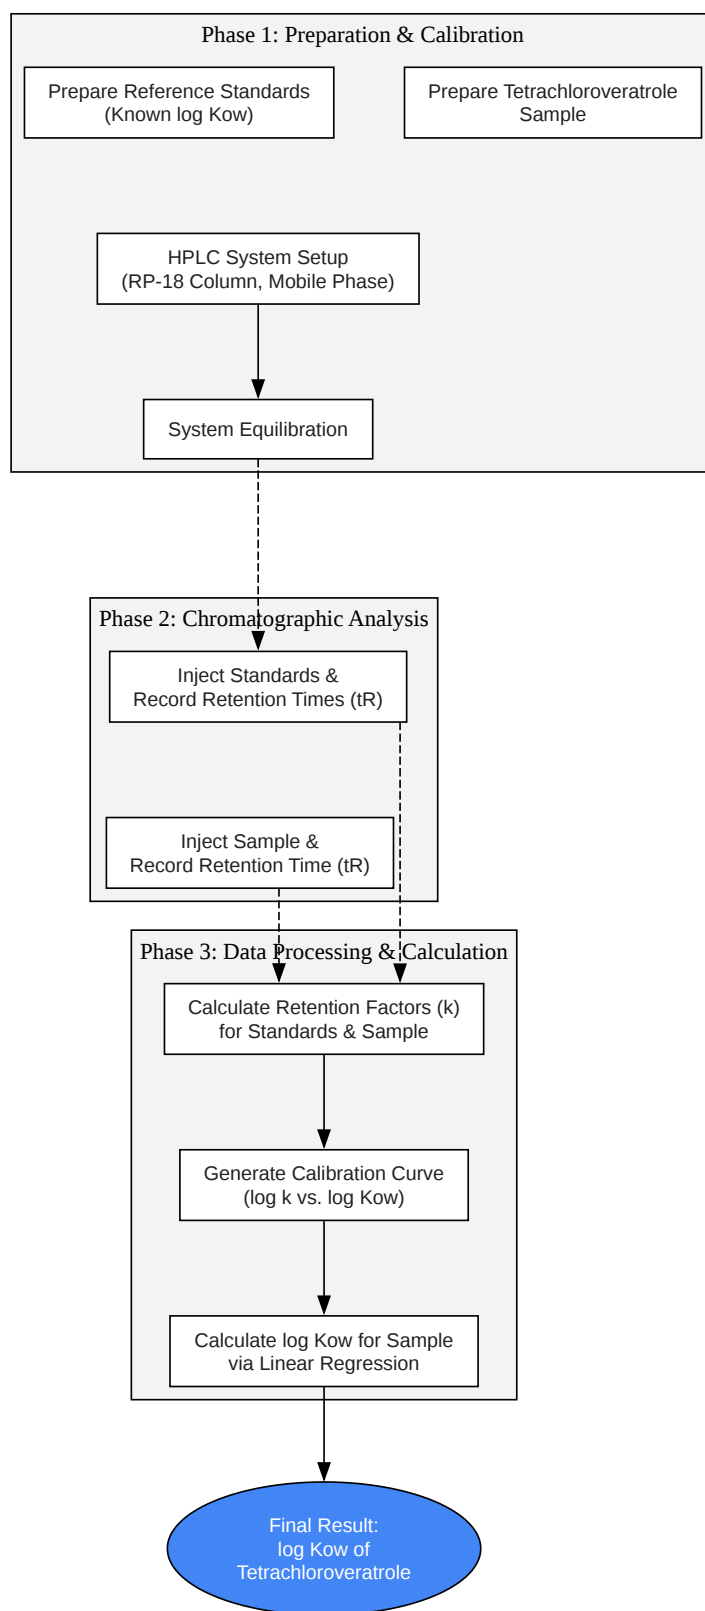 Phase 1: Preparation & Calibration
Prepare Reference Standards
(Known log Kow)
Prepare Tetrachloroveratrole
Sample
HPLC System Setup
(RP-18 Column, Mobile Phase)
System Equilibration
Phase 2: Chromatographic Analysis
Inject Standards &
Record Retention Times (tR)
Inject Sample &
Record Retention Time (tR)
Phase 3: Data Processing & Calculation
Calculate Retention Factors (k)
for Standards & Sample
Generate Calibration Curve
(log k vs. log Kow)
Calculate log Kow for Sample
via Linear Regression
Final Result:
log Kow of
Tetrachloroveratrole